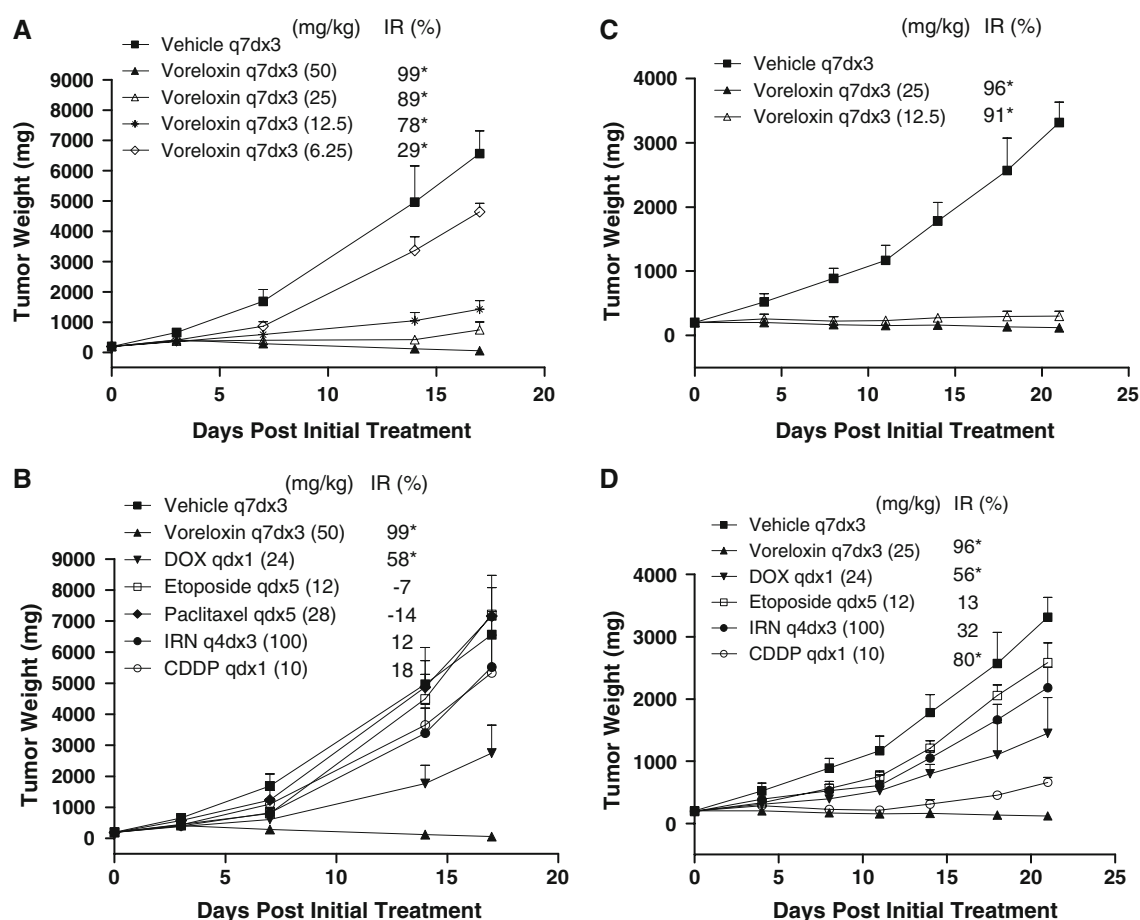 A
(mg/kg) IR (%)
Vehicle q7dx3
Voreloxin q7dx3 (50) 99*
Voreloxin q7dx3 (25) 89*
Voreloxin q7dx3 (12.5) 78*
Voreloxin q7dx3 (6.25) 29*
Tumor Weight (mg)
9000
8000
7000
6000
5000
4000
3000
2000
1000
0
0 5 10 15 20
Days Post Initial Treatment
B
(mg/kg) IR (%)
Vehicle q7dx3
Voreloxin q7dx3 (50) 99*
DOX qdx1 (24) 58*
Etoposide qdx5 (12) -7
Paclitaxel qdx5 (28) -14
IRN q4dx3 (100) 12
CDDP qdx1 (10) 18
Tumor Weight (mg)
9000
8000
7000
6000
5000
4000
3000
2000
1000
0
0 5 10 15 20
Days Post Initial Treatment
C
(mg/kg) IR (%)
Vehicle q7dx3
Voreloxin q7dx3 (25) 96*
Voreloxin q7dx3 (12.5) 91*
Tumor Weight (mg)
4000
3000
2000
1000
0
0 5 10 15 20 25
Days Post Initial Treatment
D
(mg/kg) IR (%)
Vehicle q7dx3
Voreloxin q7dx3 (25) 96*
DOX qdx1 (24) 56*
Etoposide qdx5 (12) 13
IRN q4dx3 (100) 32
CDDP qdx1 (10) 80*
Tumor Weight (mg)
4000
3000
2000
1000
0
0 5 10 15 20 25
Days Post Initial Treatment